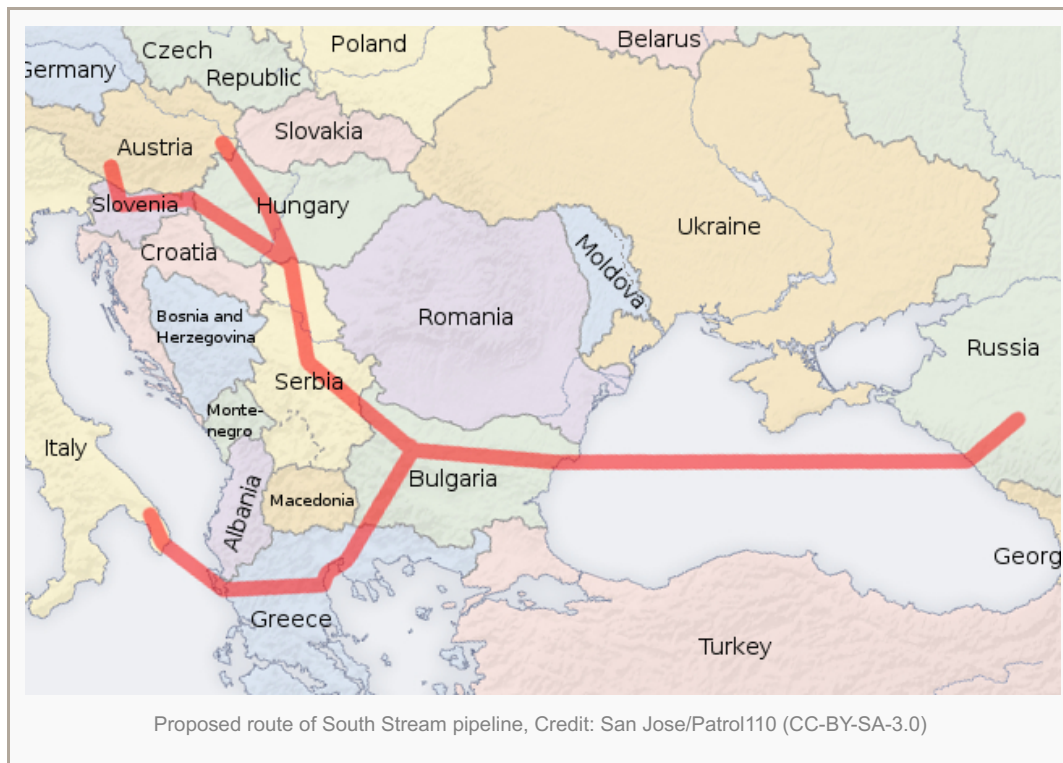 Poland
Belarus
Czech
Republic
Germany
Slovakia
Austria
Slovenia
Hungary
Ukraine
Croatia
Moldova
Bosnia and
Herzegovina
Romania
Russia
Serbia
Monte-
negro
Italy
Bulgaria
Albania
Macedonia
Georg
Greece
Turkey
Proposed route of South Stream pipeline, Credit: San Jose/Patrol110 (CC-BY-SA-3.0)